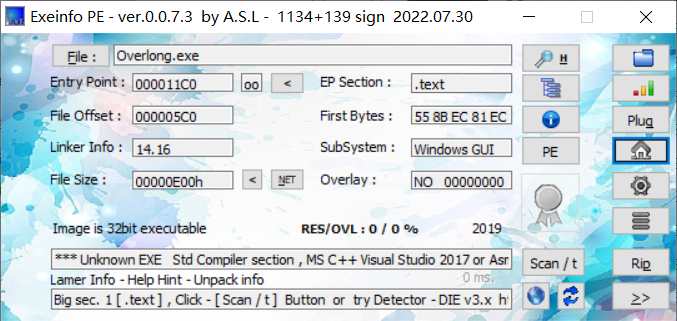 Exeinfo PE - ver.0.0.7.3 by A.S.L - 1134+139 sign 2022.07.30
File : Overlong.exe H
Entry Point : 000011C0 oo < EP Section : .text
File Offset : 000005C0 First Bytes : 55 8B EC 81 EC Plug
Linker Info : 14.16 SubSystem : Windows GUI PE
File Size : 00000E00h < NET Overlay : NO 00000000
Image is 32bit executable RES/OVL : 0 / 0 % 2019
*** Unknown EXE Std Compiler section , MS C++ Visual Studio 2017 or Asm Scan / t Rip
Lamer Info - Help Hint - Unpack info 0 ms.
Big sec. 1 [ .text ] , Click - [ Scan / t ] Button or try Detector - DIE v3.x >>